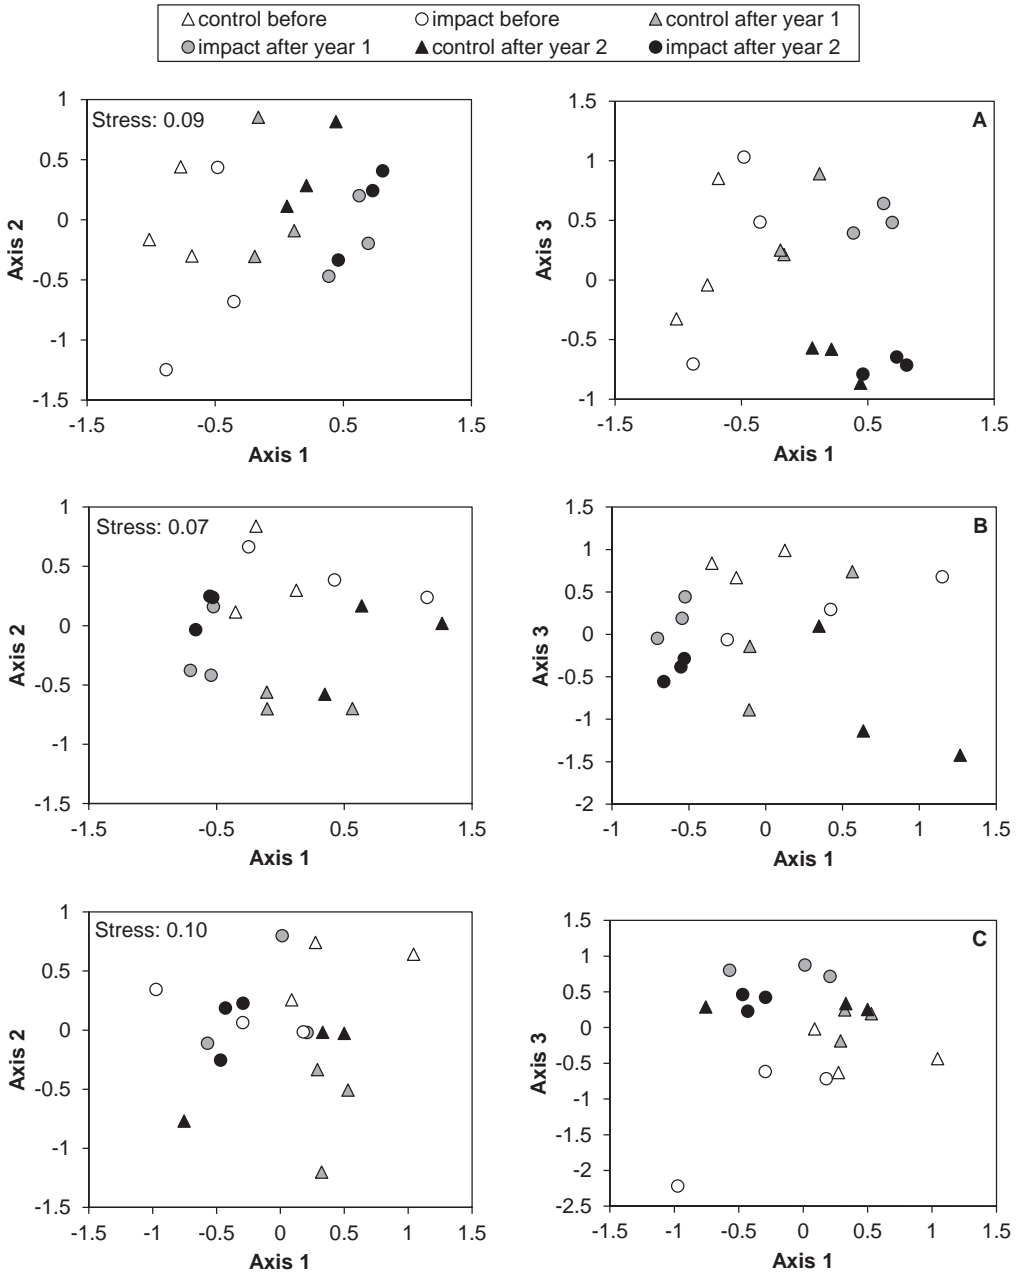 control before impact before control after year 1
impact after year 1 control after year 2 impact after year 2
1
0.5
0
-0.5
-1
-1.5
Axis 2
Stress: 0.09
-1.5 -0.5 0.5 1.5
Axis 1
1.5
1
0.5
0
-0.5
-1
Axis 3
A
-1.5 -0.5 0.5 1.5
Axis 1
1
0.5
0
-0.5
-1
-1.5
Axis 2
Stress: 0.07
-1.5 -1 -0.5 0 0.5 1 1.5
Axis 1
1.5
1
0.5
0
-0.5
-1
-1.5
-2
Axis 3
B
-1 -0.5 0 0.5 1 1.5
Axis 1
1
0.5
0
-0.5
-1
-1.5
Axis 2
Stress: 0.10
-1.5 -1 -0.5 0 0.5 1 1.5
Axis 1
1.5
1
0.5
0
-0.5
-1
-1.5
-2
-2.5
Axis 3
C
-1.5 -1 -0.5 0 0.5 1 1.5
Axis 1